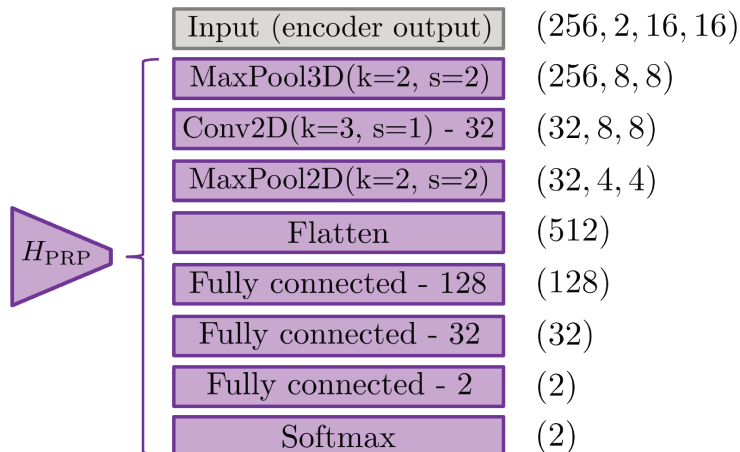 Input (encoder output) (256, 2, 16, 16)
MaxPool3D(k=2, s=2) (256, 8, 8)
Conv2D(k=3, s=1) - 32 (32, 8, 8)
MaxPool2D(k=2, s=2) (32, 4, 4)
Flatten (512)
H_PRP
Fully connected - 128 (128)
Fully connected - 32 (32)
Fully connected - 2 (2)
Softmax (2)